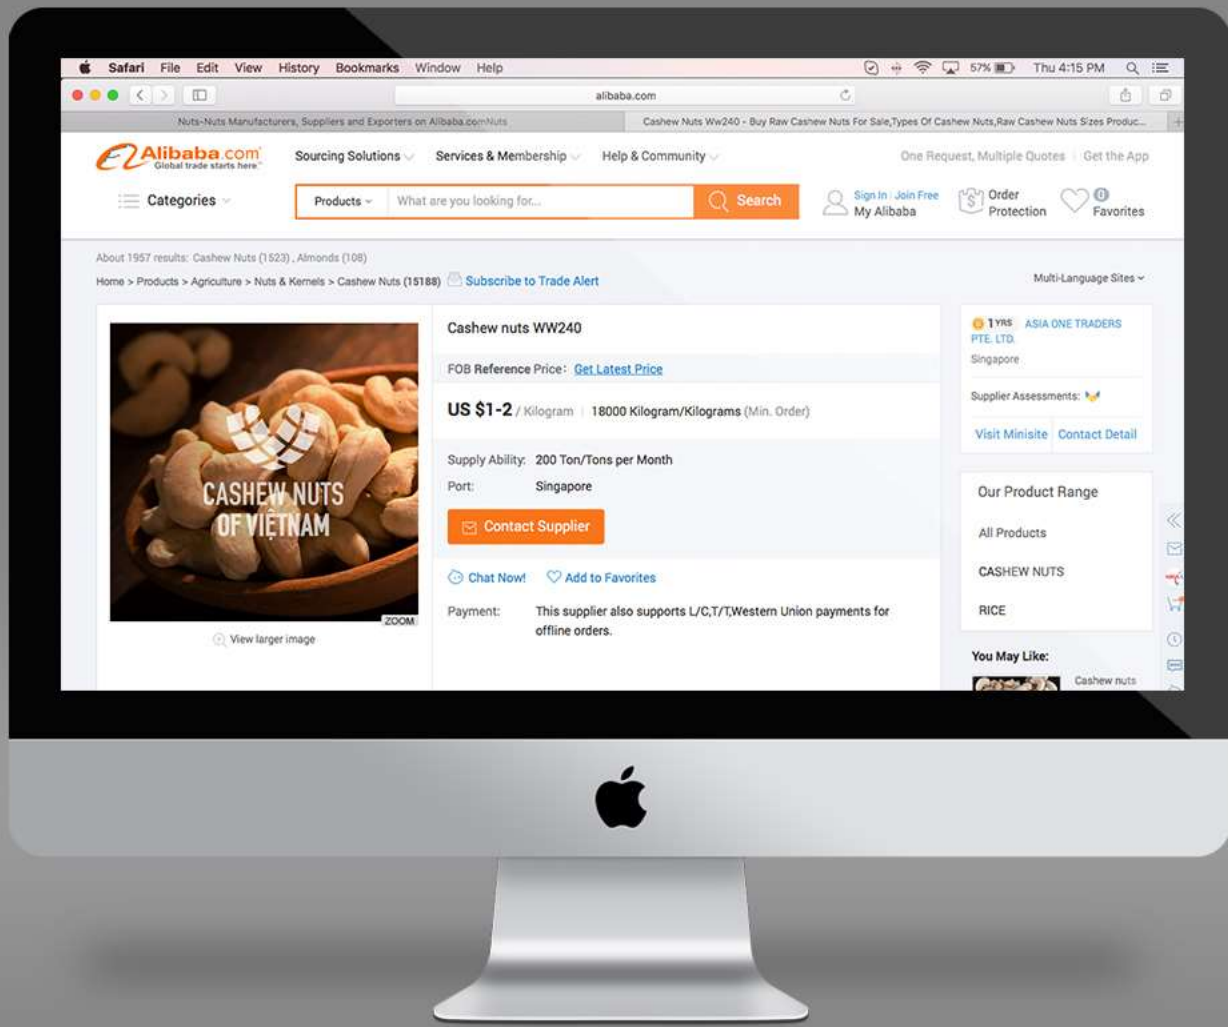 Safari File Edit View History Bookmarks Window Help 57% Thu 4:15 PM
alibaba.com
Nuts-Nuts Manufacturers, Suppliers and Exporters on Alibaba.comNuts
Cashew Nuts Ww240 - Buy Raw Cashew Nuts For Sale,Types Of Cashew Nuts,Raw Cashew Nuts Sizes Produc...
Alibaba.com
Global trade starts here.
Sourcing Solutions Services & Membership Help & Community
One Request, Multiple Quotes | Get the App
Categories
Products What are you looking for... Search
Sign In | Join Free
My Alibaba
Order
Protection
0
Favorites
About 1957 results: Cashew Nuts (1523) , Almonds (108)
Home > Products > Agriculture > Nuts & Kernels > Cashew Nuts (15188) Subscribe to Trade Alert
Multi-Language Sites
CASHEW NUTS
OF VIỆTNAM
ZOOM
View larger image
Cashew nuts WW240
FOB Reference Price: Get Latest Price
US $1-2 / Kilogram | 18000 Kilogram/Kilograms (Min. Order)
Supply Ability: 200 Ton/Tons per Month
Port: Singapore
Contact Supplier
Chat Now! Add to Favorites
Payment: This supplier also supports L/C,T/T,Western Union payments for
offline orders.
1 YRS ASIA ONE TRADERS
PTE. LTD.
Singapore
Supplier Assessments:
Visit Minisite Contact Detail
Our Product Range
All Products
CASHEW NUTS
RICE
You May Like:
Cashew nuts